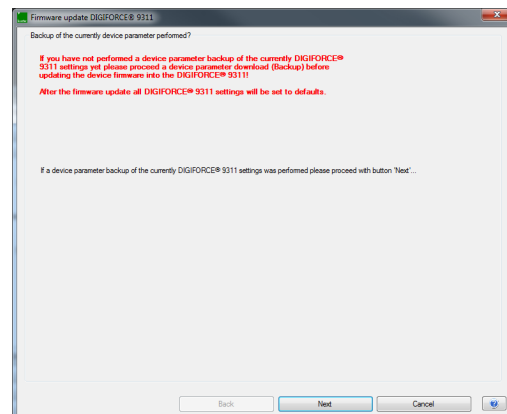 Firmware update DIGIFORCE® 9311
Backup of the currently device parameter performed?
If you have not performed a device parameter backup of the currently DIGIFORCE®
9311 settings yet please proceed a device parameter download (Backup) before
updating the device firmware into the DIGIFORCE® 9311!
After the firmware update all DIGIFORCE® 9311 settings will be set to defaults.
If a device parameter backup of the currently DIGIFORCE® 9311 settings was performed please proceed with button 'Next'...
Back Next Cancel ?